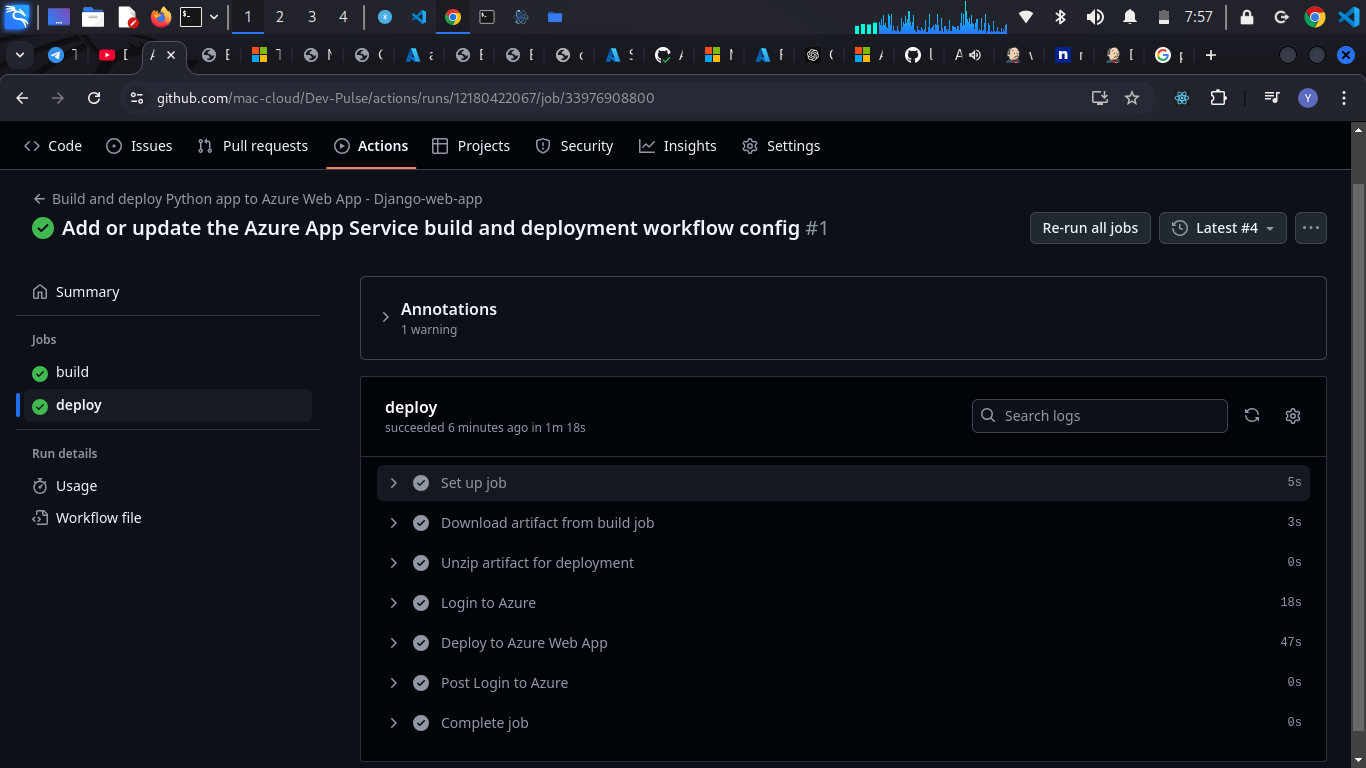 1 2 3 4 7:57
github.com/mac-cloud/Dev-Pulse/actions/runs/12180422067/job/33976908800
Y
Code Issues Pull requests Actions Projects Security Insights Settings
Build and deploy Python app to Azure Web App - Django-web-app
Add or update the Azure App Service build and deployment workflow config #1
Re-run all jobs Latest #4
Summary
Jobs
build
deploy
Run details
Usage
Workflow file
Annotations
1 warning
deploy
succeeded 6 minutes ago in 1m 18s
Search logs
Set up job 5s
Download artifact from build job 3s
Unzip artifact for deployment 0s
Login to Azure 18s
Deploy to Azure Web App 47s
Post Login to Azure 0s
Complete job 0s